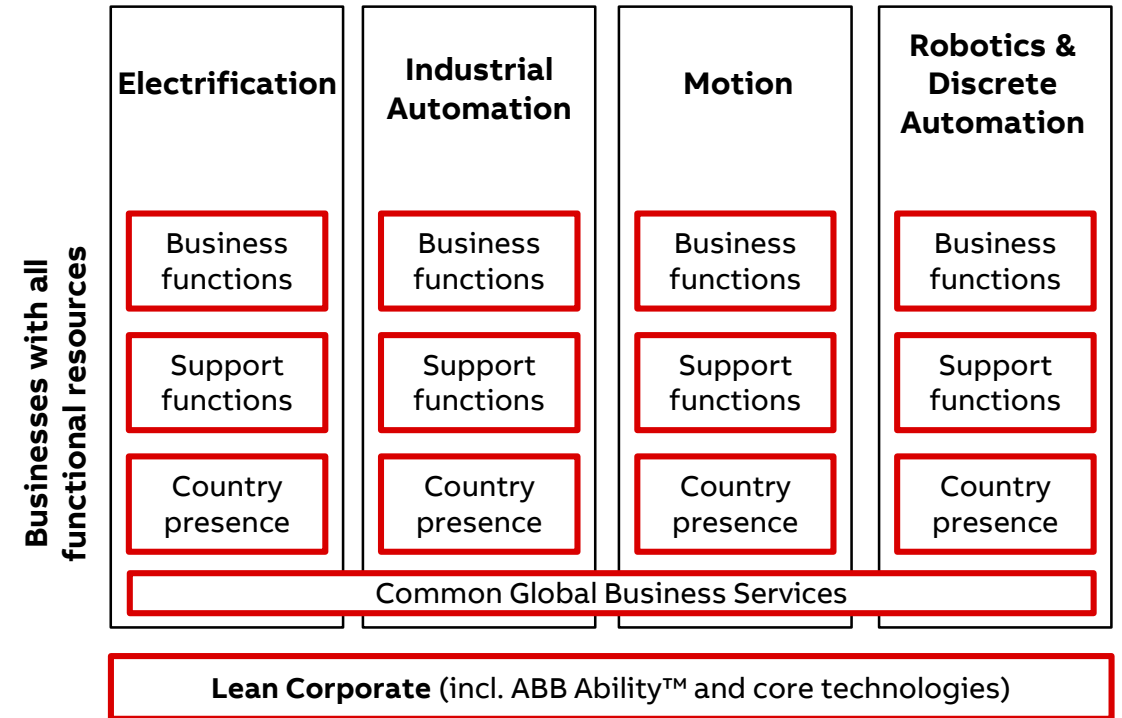 Electrification
Industrial
Automation
Motion
Robotics &
Discrete
Automation
Businesses with all
functional resources
Business
functions
Business
functions
Business
functions
Business
functions
Support
functions
Support
functions
Support
functions
Support
functions
Country
presence
Country
presence
Country
presence
Country
presence
Common Global Business Services
Lean Corporate (incl. ABB Ability™ and core technologies)